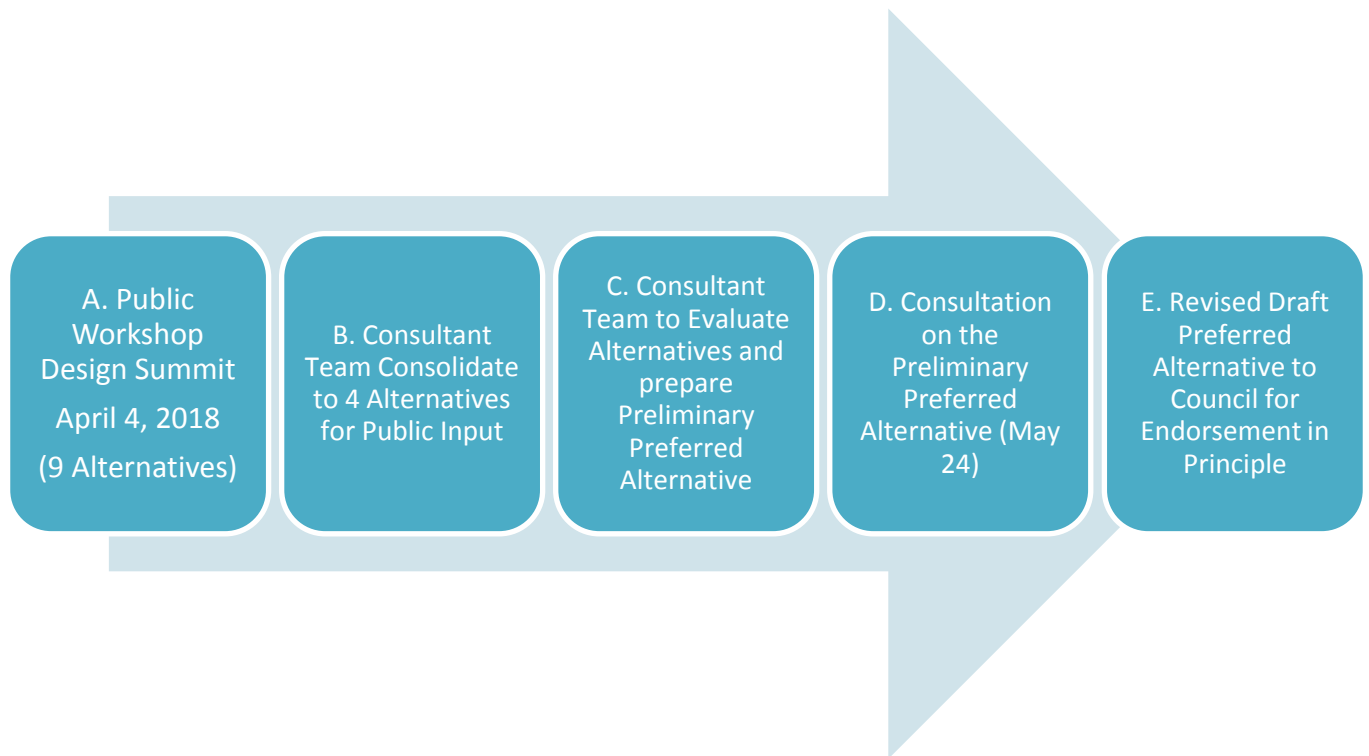 A. Public
Workshop
Design Summit
April 4, 2018
(9 Alternatives)
B. Consultant
Team Consolidate
to 4 Alternatives
for Public Input
C. Consultant
Team to Evaluate
Alternatives and
prepare
Preliminary
Preferred
Alternative
D. Consultation
on the
Preliminary
Preferred
Alternative (May
24)
E. Revised Draft
Preferred
Alternative to
Council for
Endorsement in
Principle